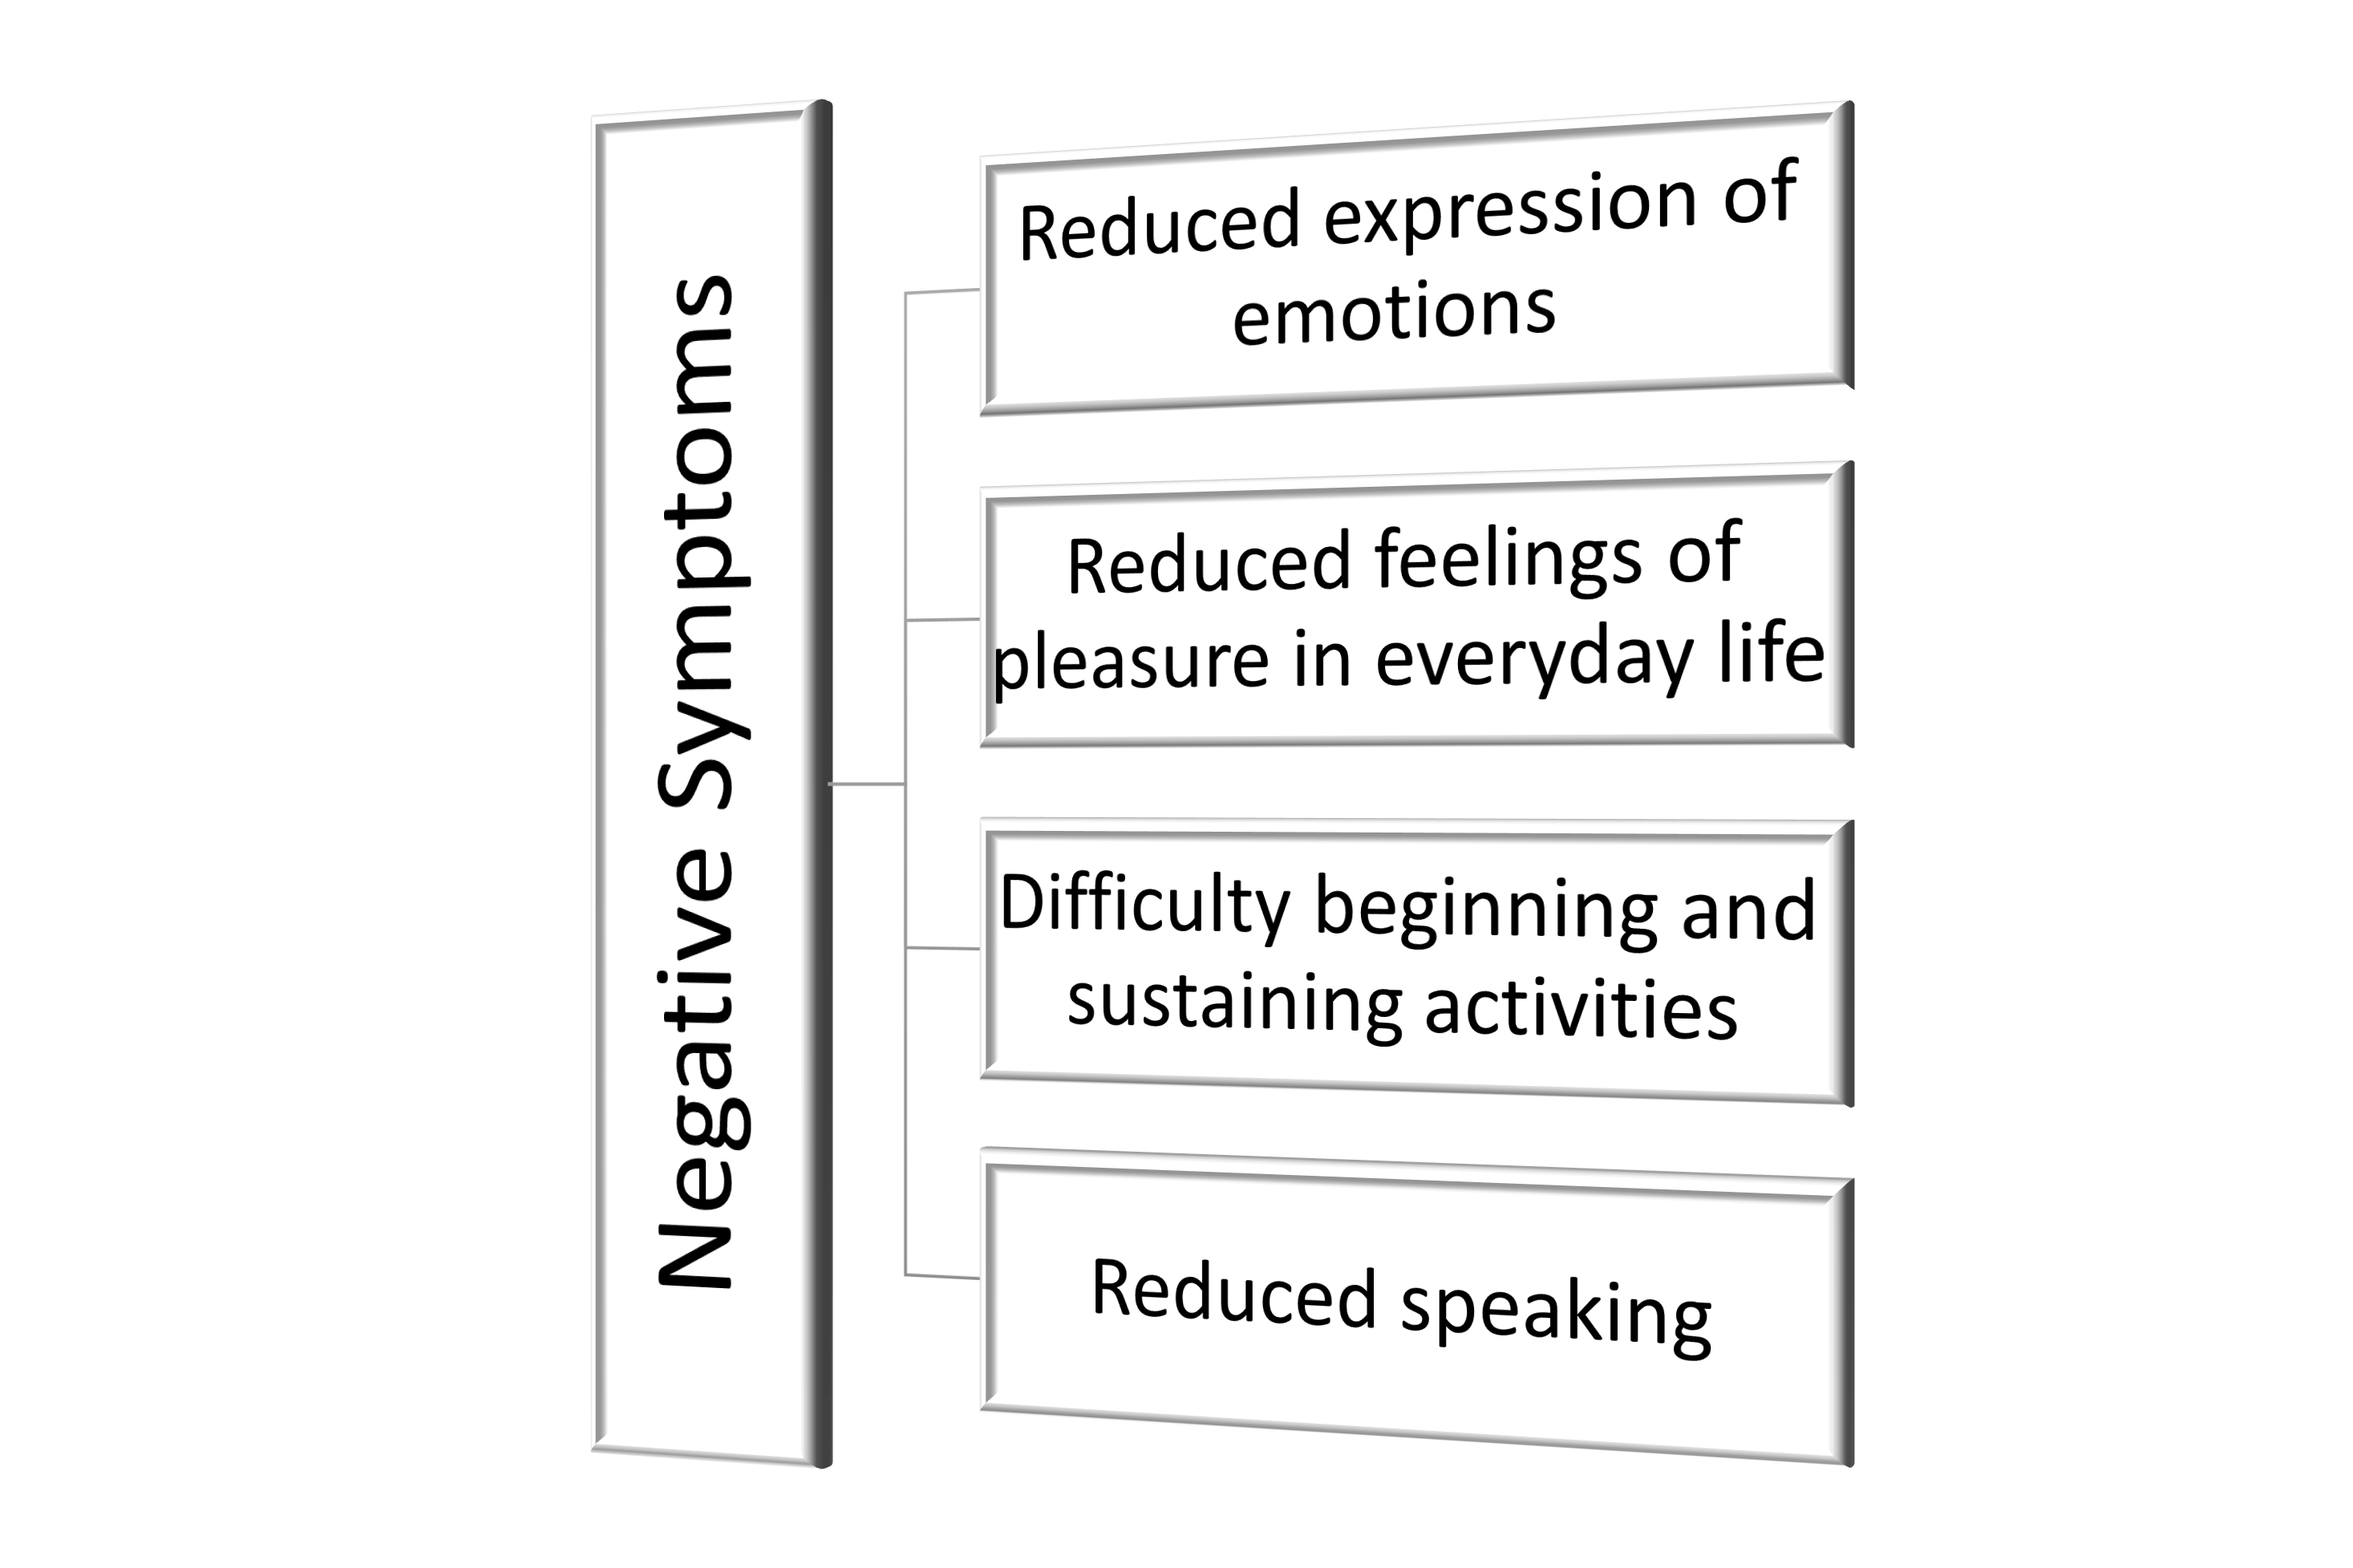 Negative Symptoms
Reduced expression of
emotions
Reduced feelings of
pleasure in everyday life
Difficulty beginning and
sustaining activities
Reduced speaking